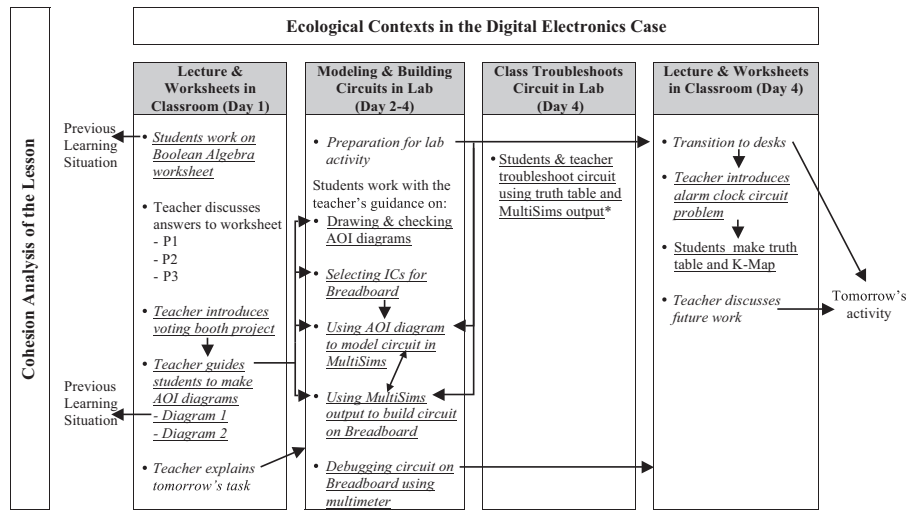 Ecological Contexts in the Digital Electronics Case
Cohesion Analysis of the Lesson
Previous
Learning
Situation
Previous
Learning
Situation
Lecture &
Worksheets in
Classroom (Day 1)
• Students work on
Boolean Algebra
worksheet
• Teacher discusses
answers to worksheet
- P1
- P2
- P3
• Teacher introduces
voting booth project
• Teacher guides
students to make
AOI diagrams
- Diagram 1
- Diagram 2
• Teacher explains
tomorrow's task
Modeling & Building
Circuits in Lab
(Day 2-4)
• Preparation for lab
activity
Students work with the
teacher's guidance on:
• Drawing & checking
AOI diagrams
• Selecting ICs for
Breadboard
• Using AOI diagram
to model circuit in
MultiSims
• Using MultiSims
output to build circuit
on Breadboard
• Debugging circuit on
Breadboard using
multimeter
Class Troubleshoots
Circuit in Lab
(Day 4)
• Students & teacher
troubleshoot circuit
using truth table and
MultiSims output*
Lecture & Worksheets
in Classroom (Day 4)
• Transition to desks
• Teacher introduces
alarm clock circuit
problem
• Students make truth
table and K-Map
• Teacher discusses
future work
Tomorrow's
activity